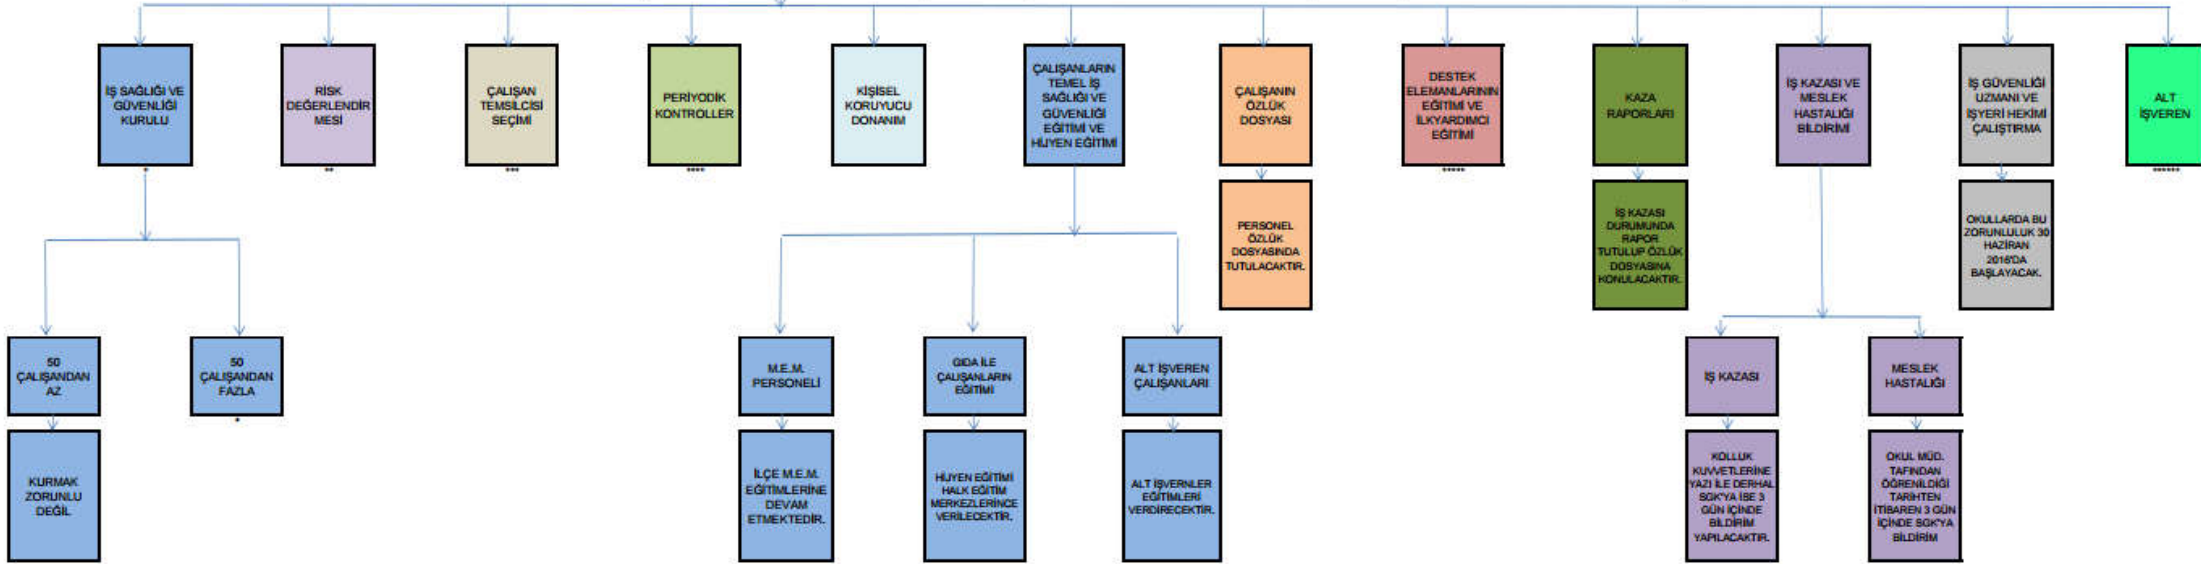 İŞ SAĞLIĞI VE
GÜVENLİĞİ
KURULU
*
RİSK
DEĞERLENDİR
MESİ
**
ÇALIŞAN
TEMSİLCİSİ
SEÇİMİ
***
PERİYODİK
KONTROLLER
****
KİŞİSEL
KORUYUCU
DONANIM
ÇALIŞANLARIN
TEMEL İŞ
SAĞLIĞI VE
GÜVENLİĞİ
EĞİTİMİ VE
HİJYEN EĞİTİMİ
ÇALIŞANIN
ÖZLÜK
DOSYASI
DESTEK
ELEMANLARININ
EĞİTİMİ VE
İLKYARDIMCI
EĞİTİMİ
*****
KAZA
RAPORLARI
İŞ KAZASI VE
MESLEK
HASTALIĞI
BİLDİRİMİ
İŞ GÜVENLİĞİ
UZMANI VE
İŞYERİ HEKİMİ
ÇALIŞTIRMA
ALT
İŞVEREN
******
PERSONEL
ÖZLÜK
DOSYASINDA
TUTULACAKTIR.
İŞ KAZASI
DURUMUNDA
RAPOR
TUTULUP ÖZLÜK
DOSYASINA
KONULACAKTIR.
OKULLARDA BU
ZORUNLULUK 30
HAZİRAN
2016'DA
BAŞLAYACAK.
50
ÇALIŞANDAN
AZ
50
ÇALIŞANDAN
FAZLA
*
M.E.M.
PERSONELİ
GIDA İLE
ÇALIŞANLARIN
EĞİTİMİ
ALT İŞVEREN
ÇALIŞANLARI
İŞ KAZASI
MESLEK
HASTALIĞI
KURMAK
ZORUNLU
DEĞİL
İLÇE M.E.M.
EĞİTİMLERİNE
DEVAM
ETMEKTEDİR.
HİJYEN EĞİTİMİ
HALK EĞİTİM
MERKEZLERİNCE
VERİLECEKTİR.
ALT İŞVERNLER
EĞİTİMLERİ
VERDİRECEKTİR.
KOLLUK
KUVVETLERİNE
YAZI İLE DERHAL
SGK'YA İSE 3
GÜN İÇİNDE
BİLDİRİM
YAPILACAKTIR.
OKUL MÜD.
TAFINDAN
ÖĞRENİLDİĞİ
TARİHTEN
İTİBAREN 3 GÜN
İÇİNDE SGK'YA
BİLDİRİM